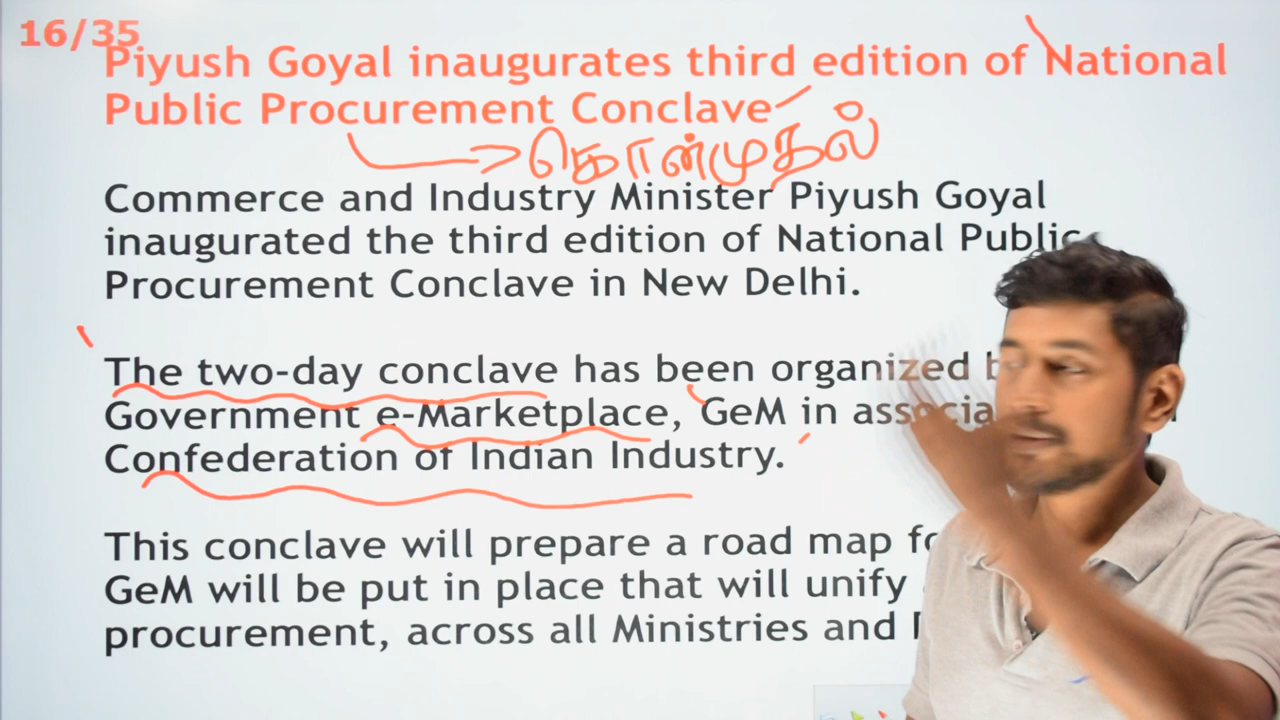 16/35
Piyush Goyal inaugurates third edition of National
Public Procurement Conclave
கொள்முதல்
Commerce and Industry Minister Piyush Goyal
inaugurated the third edition of National Public
Procurement Conclave in New Delhi.
The two-day conclave has been organized
Government e-Marketplace, GeM in
Confederation of Indian Industry.
This conclave will prepare a road map
GeM will be put in place that will unify
procurement, across all Ministries and